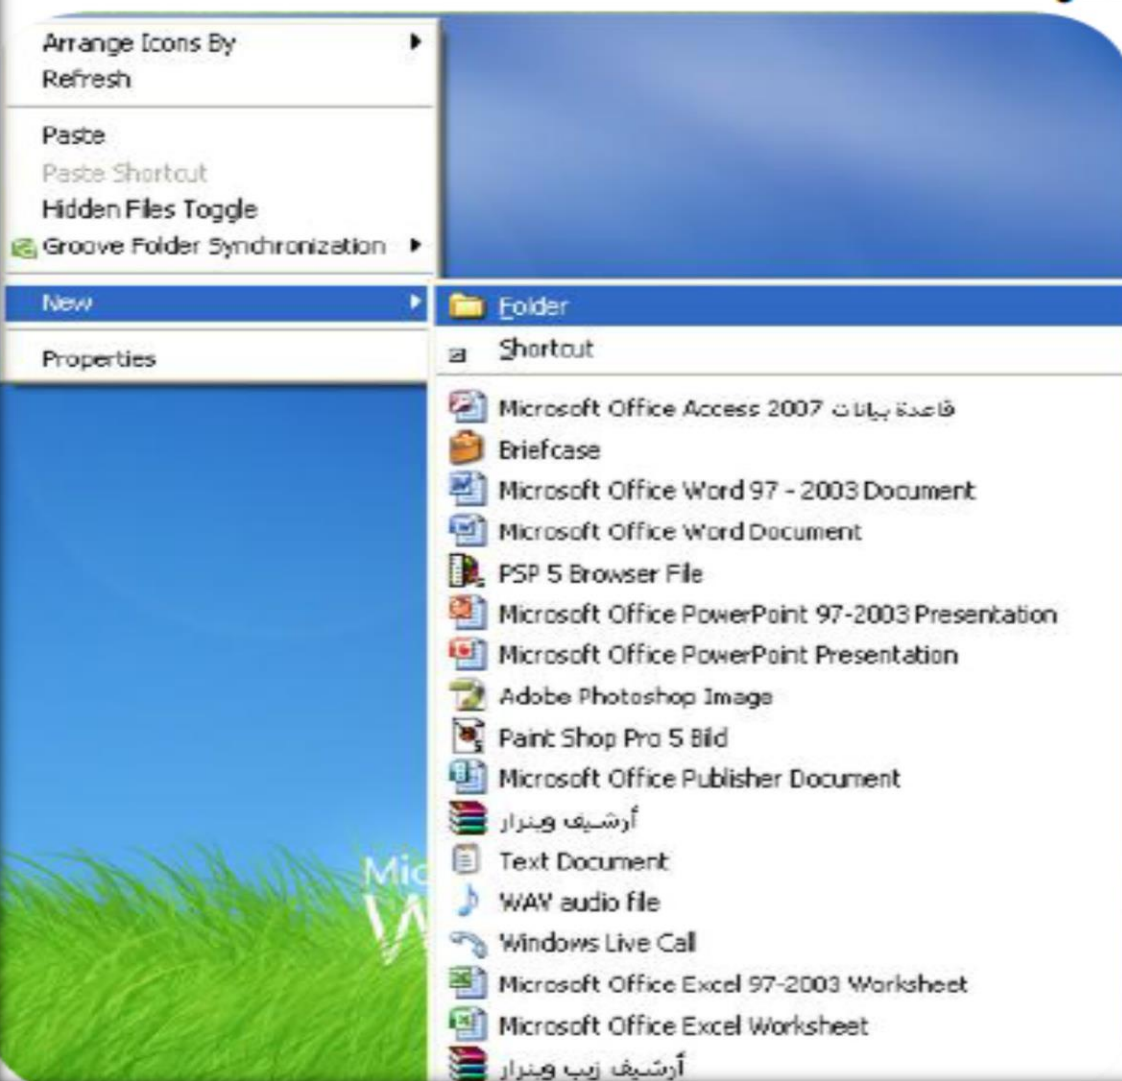 Arrange Icons By
Refresh
Paste
Paste Shortcut
Hidden Files Toggle
Groove Folder Synchronization
New
Properties
Folder
Shortcut
Microsoft Office Access 2007 قاعدة بيانات
Briefcase
Microsoft Office Word 97 - 2003 Document
Microsoft Office Word Document
PSP 5 Browser File
Microsoft Office PowerPoint 97-2003 Presentation
Microsoft Office PowerPoint Presentation
Adobe Photoshop Image
Paint Shop Pro 5 Bild
Microsoft Office Publisher Document
أرشيف وينرار
Text Document
WAV audio file
Windows Live Call
Microsoft Office Excel 97-2003 Worksheet
Microsoft Office Excel Worksheet
أرشيف زيب وينرار